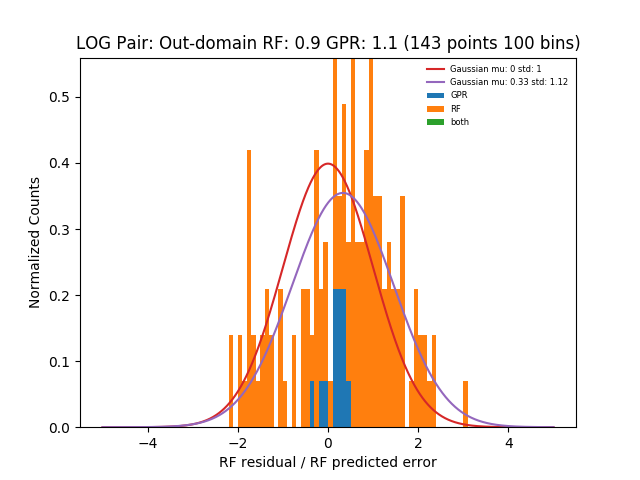 LOG Pair: Out-domain RF: 0.9 GPR: 1.1 (143 points 100 bins)
Gaussian mu: 0 std: 1
Gaussian mu: 0.33 std: 1.12
GPR
RF
both
0.5
0.4
0.3
0.2
0.1
0.0
Normalized Counts
−4
−2
0
2
4
RF residual / RF predicted error